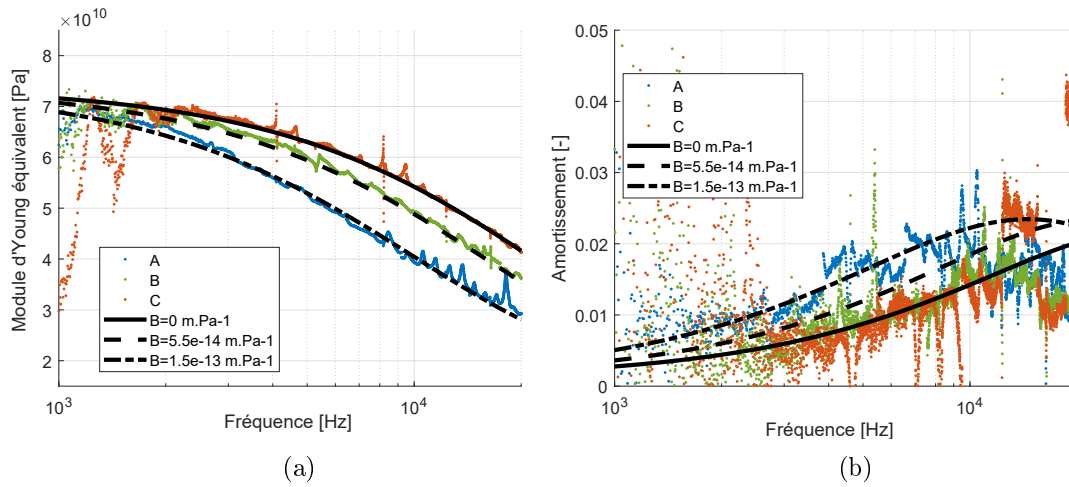 ×10^10
8
7
6
5
4
3
2
Module d'Young équivalent [Pa]
A
B
C
B=0 m.Pa-1
B=5.5e-14 m.Pa-1
B=1.5e-13 m.Pa-1
10^3
10^4
Fréquence [Hz]
(a)
0.05
0.04
0.03
0.02
0.01
0
Amortissement [-]
A
B
C
B=0 m.Pa-1
B=5.5e-14 m.Pa-1
B=1.5e-13 m.Pa-1
10^3
10^4
Fréquence [Hz]
(b)